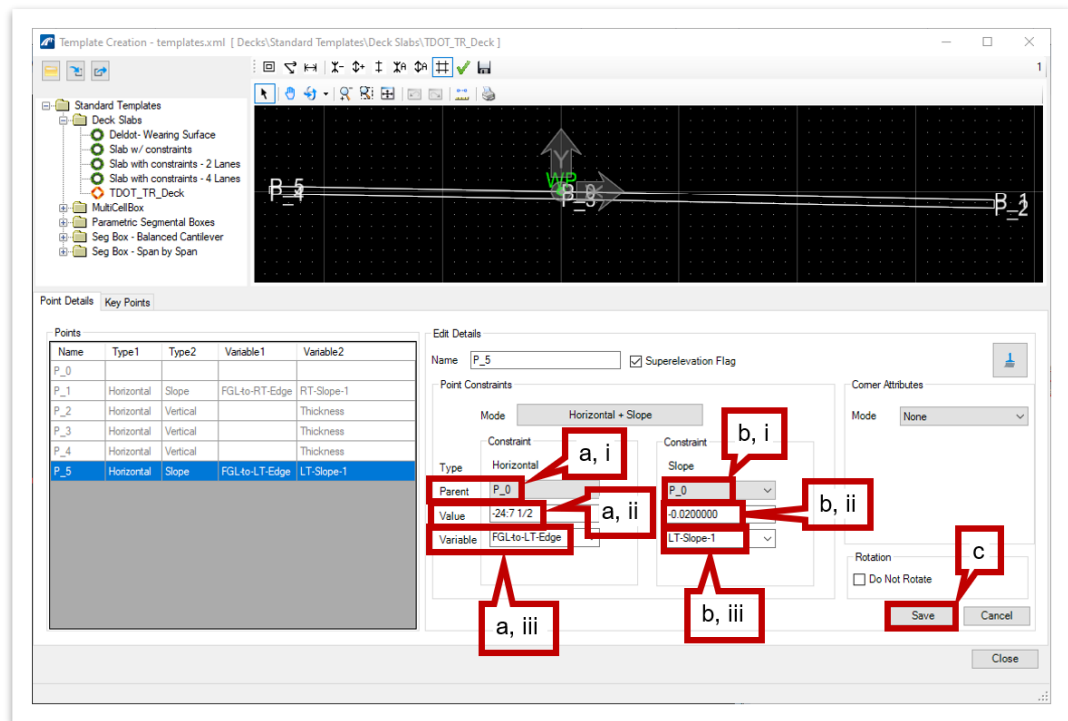 Template Creation - templates.xml [ Decks\Standard Templates\Deck Slabs\TDOT_TR_Deck ]
1
Standard Templates
Deck Slabs
Deldot- Wearing Surface
Slab w/ constraints
Slab with constraints - 2 Lanes
Slab with constraints - 4 Lanes
TDOT_TR_Deck
MultiCellBox
Parametric Segmental Boxes
Seg Box - Balanced Cantilever
Seg Box - Span by Span
Y
WP
X
P_5
P_4
P_0
P_3
P_1
P_2
Point Details Key Points
Points
Name Type1 Type2 Variable1 Variable2
P_0
P_1 Horizontal Slope FGL-to-RT-Edge RT-Slope-1
P_2 Horizontal Vertical Thickness
P_3 Horizontal Vertical Thickness
P_4 Horizontal Vertical Thickness
P_5 Horizontal Slope FGL-to-LT-Edge LT-Slope-1
Edit Details
Name P_5 Superelevation Flag
Point Constraints
Mode Horizontal + Slope
Constraint Constraint
Type Horizontal Slope
Parent P_0 P_0
Value -24:7 1/2 -0.0200000
Variable FGL-to-LT-Edge LT-Slope-1
a, i
b, i
a, ii
b, ii
a, iii
b, iii
c
Corner Attributes
Mode None
Rotation
Do Not Rotate
Save Cancel
Close